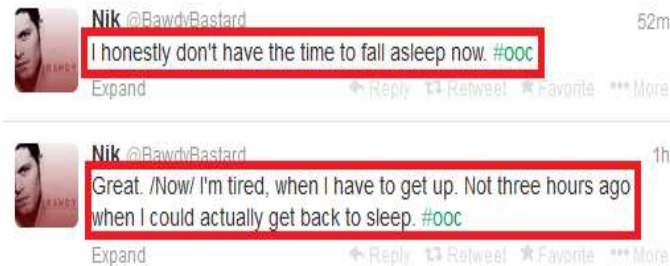 Nik @BawdyBastard 52m
I honestly don't have the time to fall asleep now. #ooc
Expand Reply Retweet Favorite More
Nik @BawdyBastard 1h
Great. /Now/ I'm tired, when I have to get up. Not three hours ago
when I could actually get back to sleep. #ooc
Expand Reply Retweet Favorite More